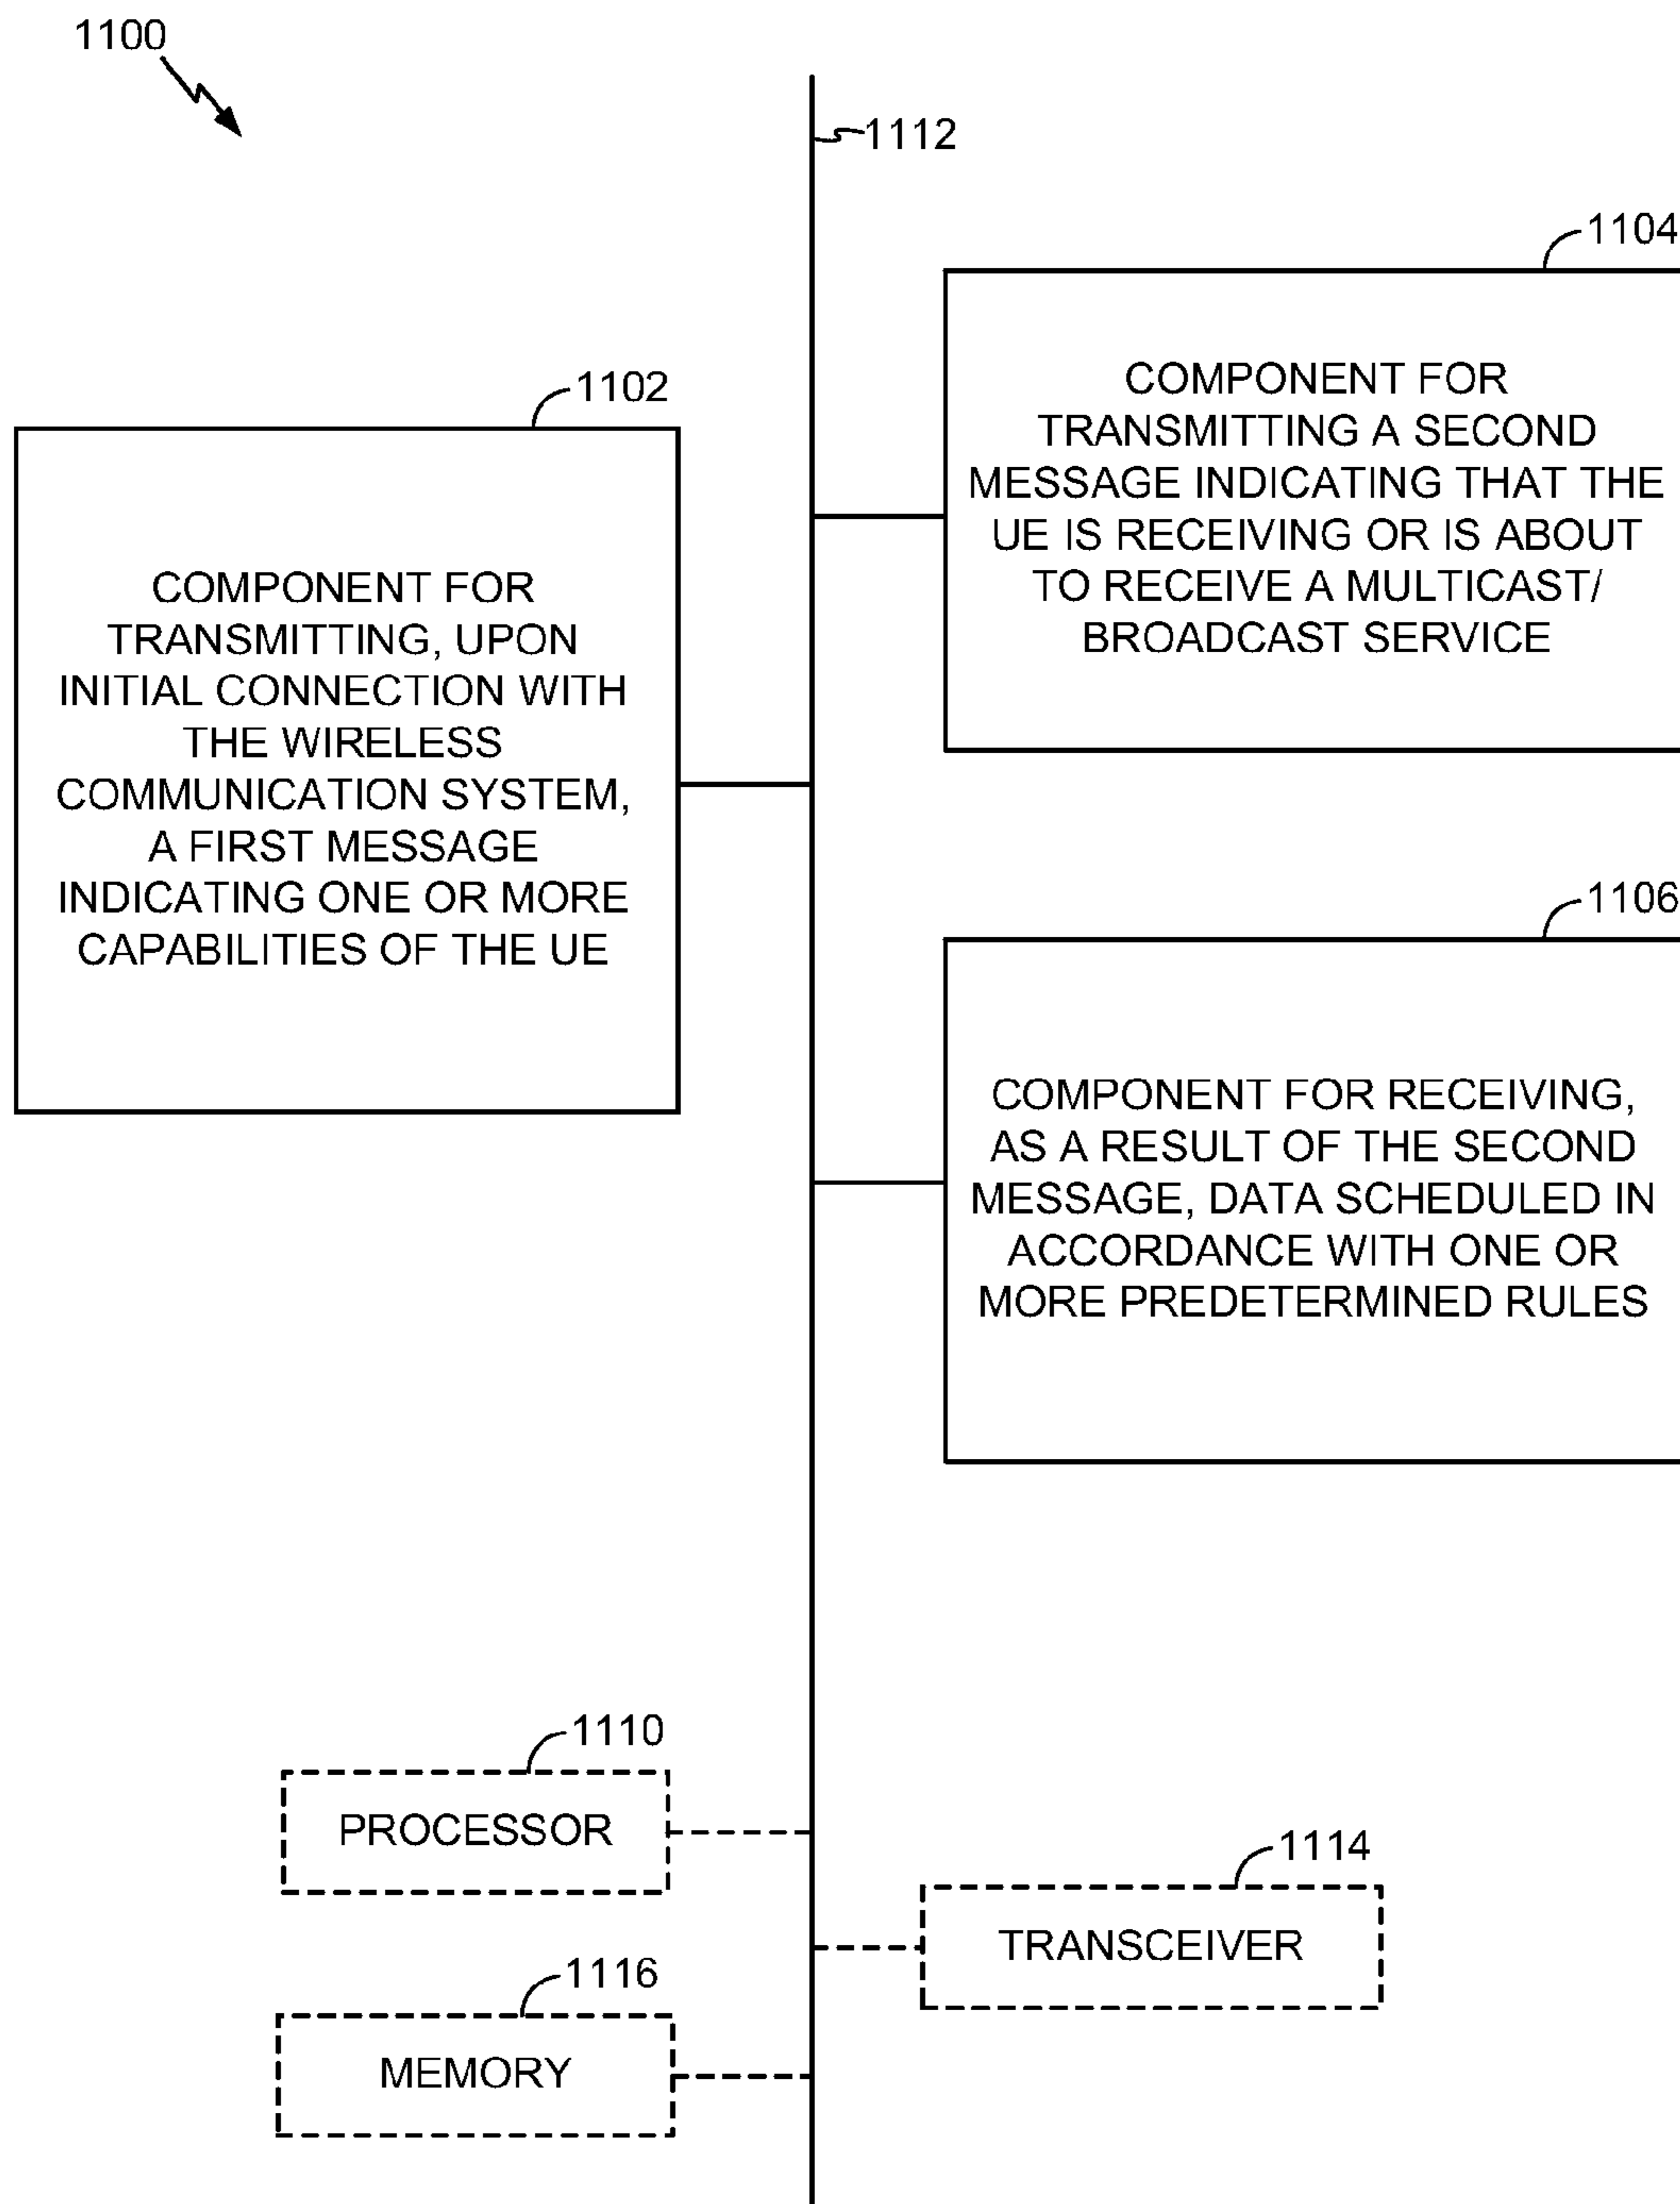 1100
1112
1104
COMPONENT FOR
TRANSMITTING A SECOND
MESSAGE INDICATING THAT THE
UE IS RECEIVING OR IS ABOUT
TO RECEIVE A MULTICAST/
BROADCAST SERVICE
1102
COMPONENT FOR
TRANSMITTING, UPON
INITIAL CONNECTION WITH
THE WIRELESS
COMMUNICATION SYSTEM,
A FIRST MESSAGE
INDICATING ONE OR MORE
CAPABILITIES OF THE UE
1106
COMPONENT FOR RECEIVING,
AS A RESULT OF THE SECOND
MESSAGE, DATA SCHEDULED IN
ACCORDANCE WITH ONE OR
MORE PREDETERMINED RULES
1110
PROCESSOR
1114
TRANSCEIVER
1116
MEMORY